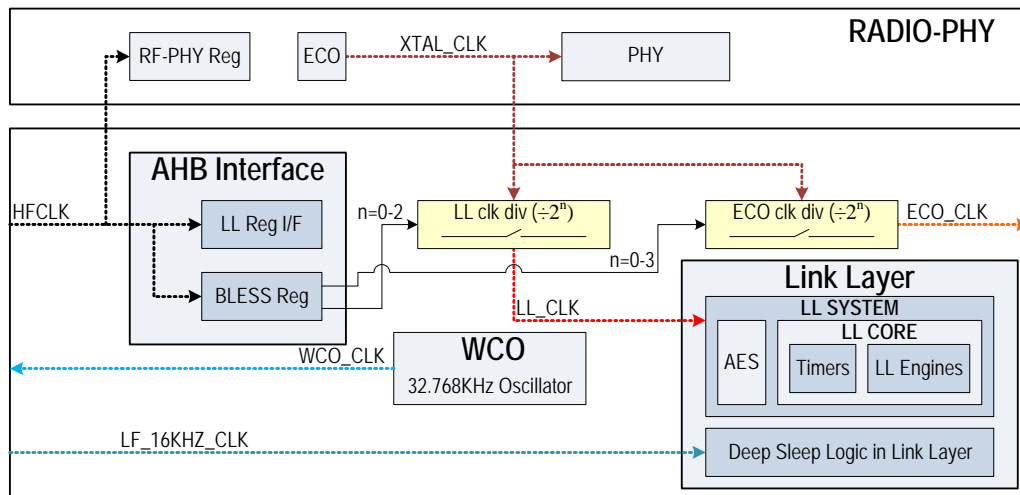 RADIO-PHY
XTAL_CLK
RF-PHY Reg
ECO
PHY
AHB Interface
HFCLK
LL Reg I/F
n=0-2
LL clk div (÷2ⁿ)
ECO clk div (÷2ⁿ)
ECO_CLK
n=0-3
BLESS Reg
Link Layer
LL_CLK
LL SYSTEM
LL CORE
WCO_CLK
WCO
32.768KHz Oscillator
AES
Timers
LL Engines
LF_16KHZ_CLK
Deep Sleep Logic in Link Layer